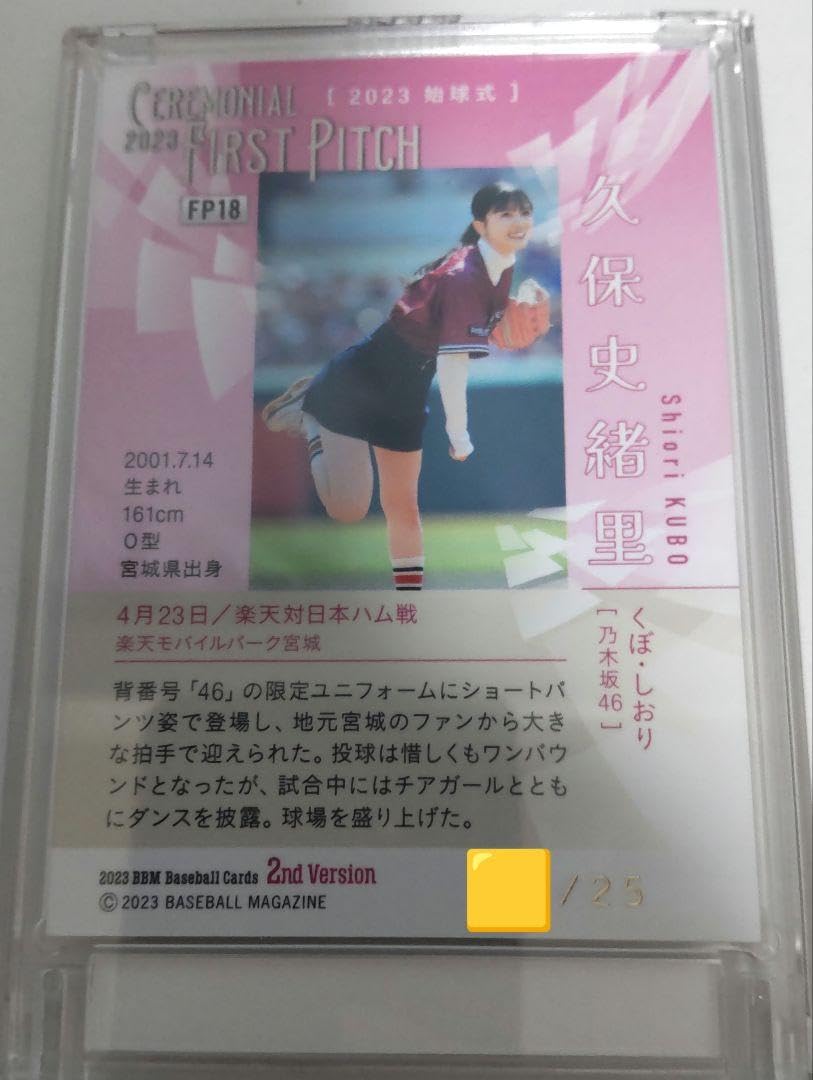 CEREMONIAL
[ 2023 始球式 ]
2023 FIRST PITCH
FP18
久保史緒里
Shiori KUBO
くぼ・しおり
[乃木坂46]
2001.7.14
生まれ
161cm
O型
宮城県出身
4月23日/楽天対日本ハム戦
楽天モバイルパーク宮城
背番号「46」の限定ユニフォームにショートパ
ンツ姿で登場し、地元宮城のファンから大き
な拍手で迎えられた。投球は惜しくもワンバウ
ンドとなったが、試合中にはチアガールととも
にダンスを披露。球場を盛り上げた。
2023 BBM Baseball Cards 2nd Version
© 2023 BASEBALL MAGAZINE
/25